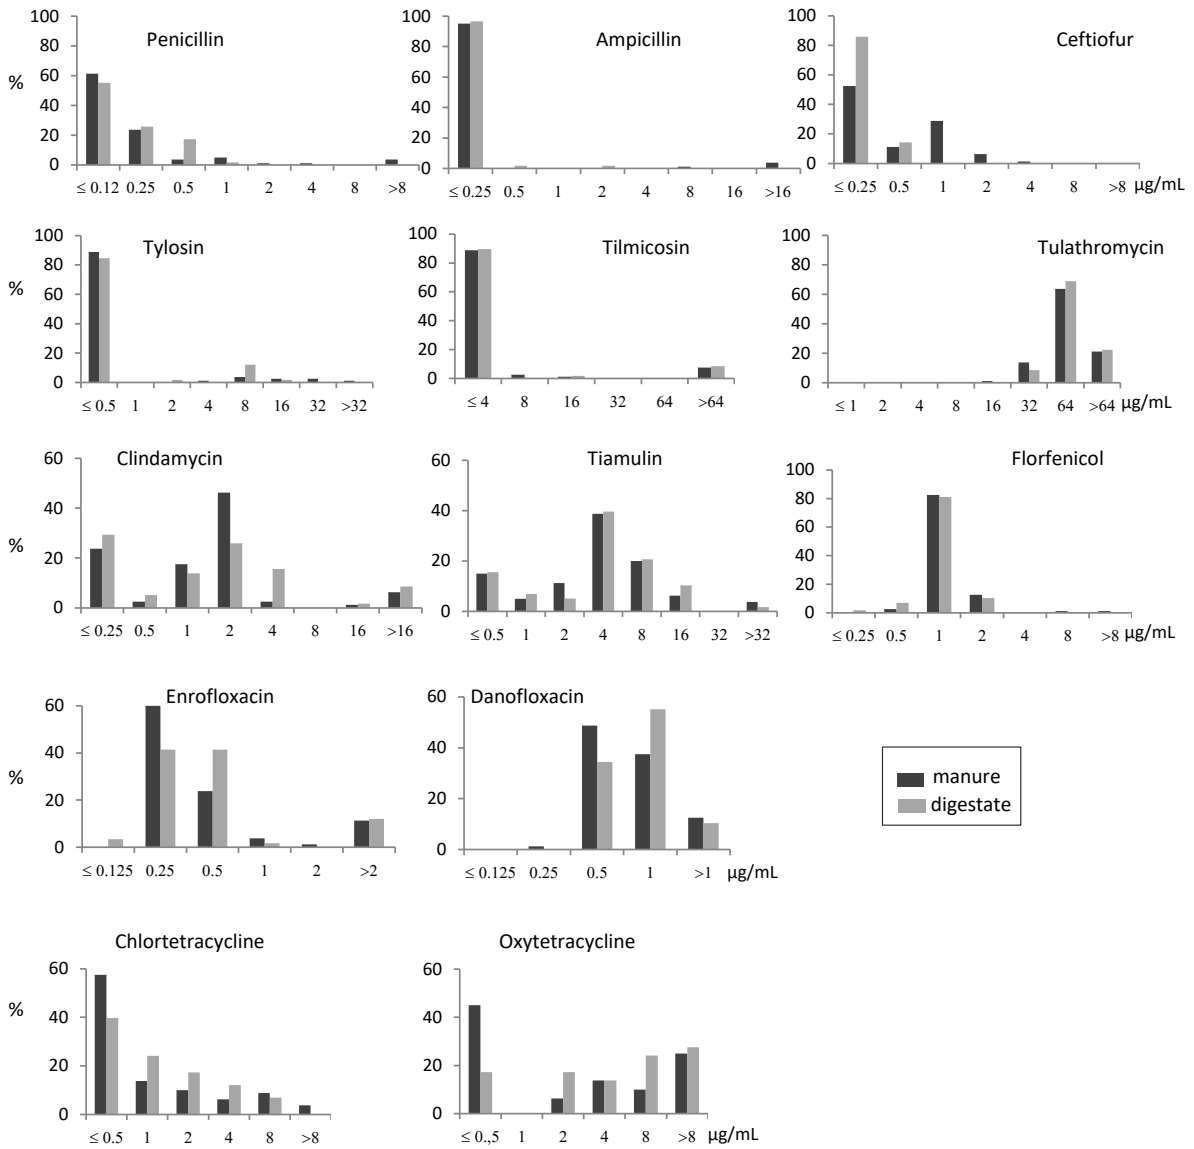 Penicillin
100
80
60
40
20
0
%
≤ 0.12 0.25 0.5 1 2 4 8 >8
Ampicillin
100
80
60
40
20
0
≤ 0.25 0.5 1 2 4 8 16 >16
Ceftiofur
100
80
60
40
20
0
≤ 0.25 0.5 1 2 4 8 >8 µg/mL
Tylosin
100
80
60
40
20
0
%
≤ 0.5 1 2 4 8 16 32 >32
Tilmicosin
100
80
60
40
20
0
≤ 4 8 16 32 64 >64
Tulathromycin
100
80
60
40
20
0
≤ 1 2 4 8 16 32 64 >64 µg/mL
Clindamycin
60
40
20
0
%
≤ 0.25 0.5 1 2 4 8 16 >16
Tiamulin
60
40
20
0
≤ 0.5 1 2 4 8 16 32 >32
Florfenicol
100
80
60
40
20
0
≤ 0.25 0.5 1 2 4 8 >8 µg/mL
Enrofloxacin
60
40
20
0
%
≤ 0.125 0.25 0.5 1 2 >2
Danofloxacin
60
40
20
0
≤ 0.125 0.25 0.5 1 >1 µg/mL
manure
digestate
Chlortetracycline
60
40
20
0
%
≤ 0.5 1 2 4 8 >8
Oxytetracycline
60
40
20
0
≤ 0.,5 1 2 4 8 >8 µg/mL